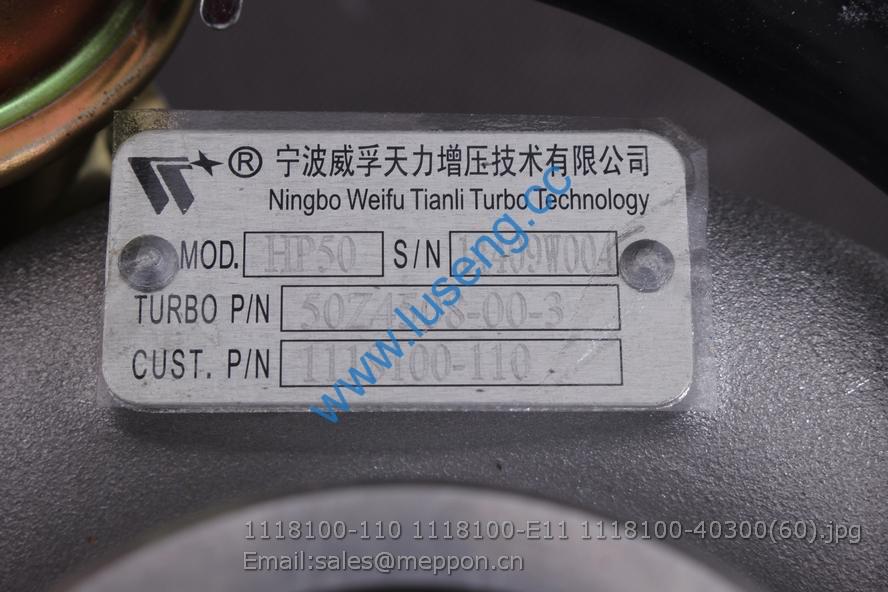 ® 宁波威孚天力增压技术有限公司
Ningbo Weifu Tianli Turbo Technology
MOD. HP50 S/N
TURBO P/N
CUST. P/N 1118100-110
www.luseng.cc
1118100-110 1118100-E11 1118100-40300(60).jpg
Email:sales@meppon.cn